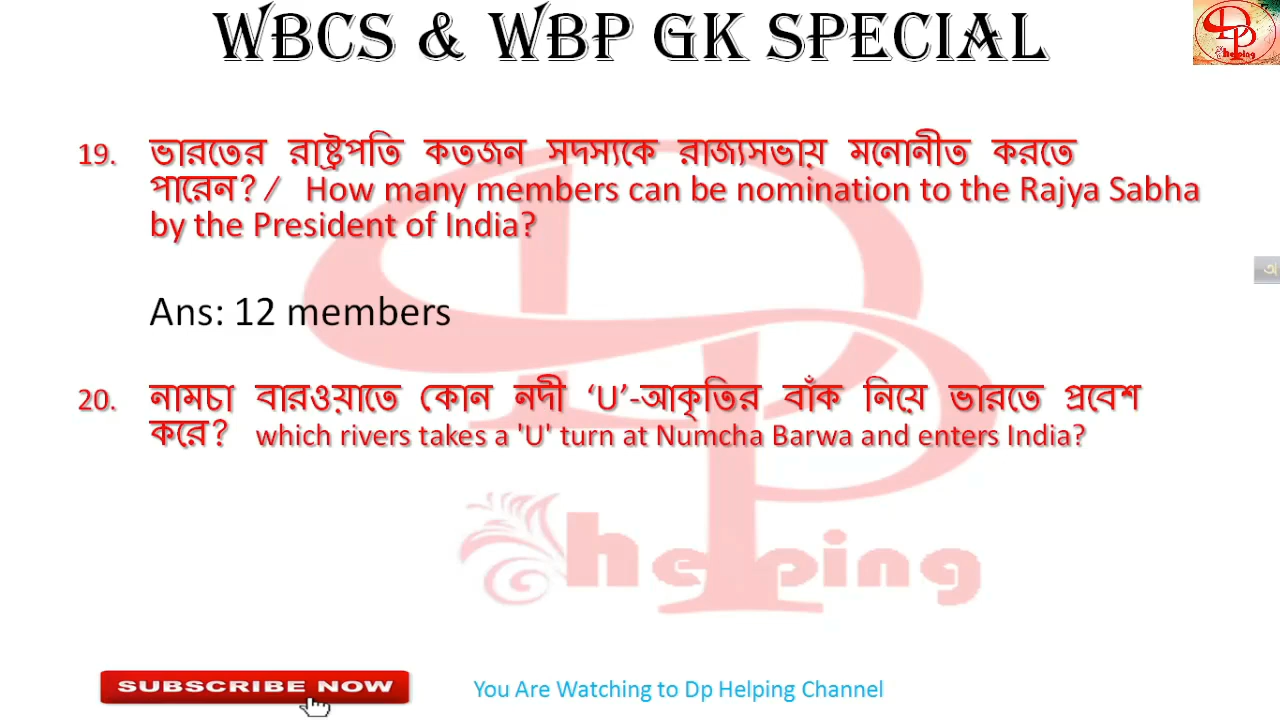 WBCS & WBP GK SPECIAL
DP
helping
19. ভারতের রাষ্ট্রপতি কতজন সদস্যকে রাজ্যসভায় মনোনীত করতে
পারেন?/ How many members can be nomination to the Rajya Sabha
by the President of India?
Ans: 12 members
20. নামচা বারওয়াতে কোন নদী ‘U’-আকৃতির বাঁক নিয়ে ভারতে প্রবেশ
করে? which rivers takes a 'U' turn at Numcha Barwa and enters India?
DP
helping
SUBSCRIBE NOW
You Are Watching to Dp Helping Channel